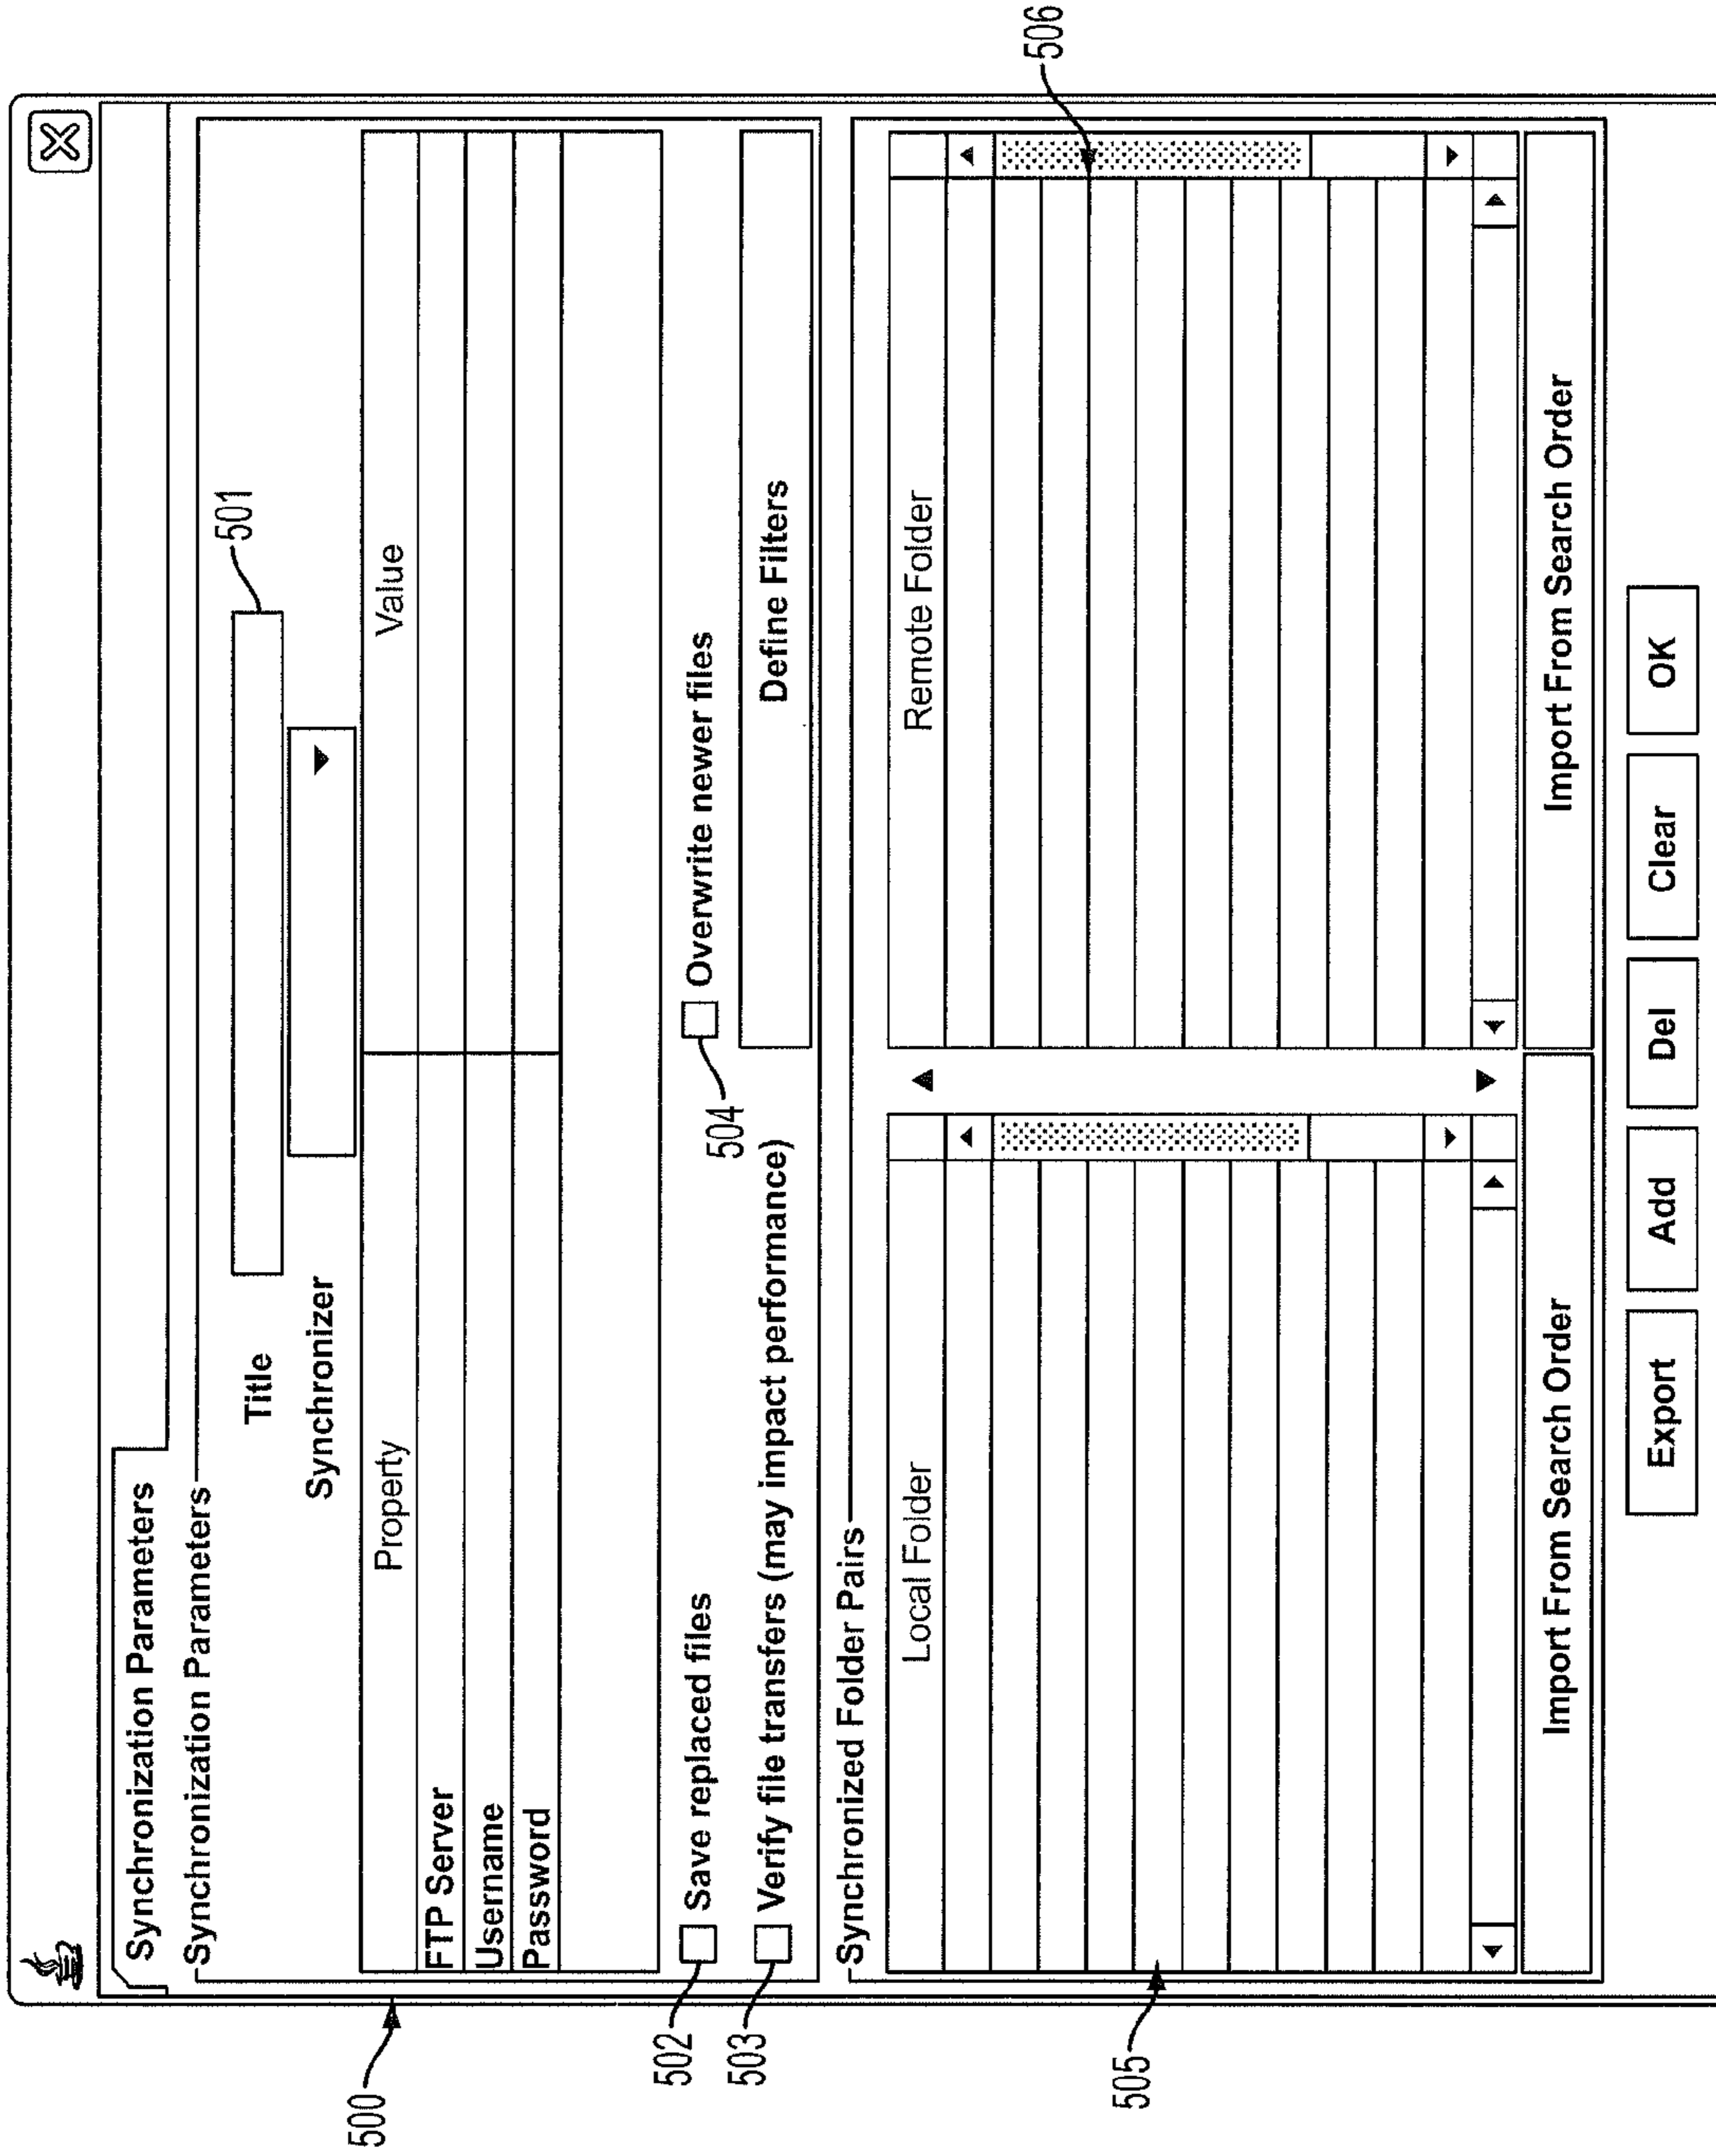 Synchronization Parameters
Synchronization Parameters
Title
501
Synchronizer
Property Value
500
FTP Server
Username
Password
502 Save replaced files
504 Overwrite newer files
503 Verify file transfers (may impact performance)
Define Filters
Synchronized Folder Pairs
Local Folder Remote Folder
506
505
Import From Search Order Import From Search Order
Export Add Del Clear OK